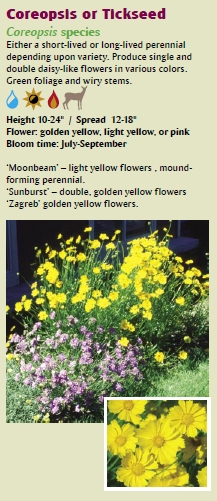 Coreopsis or Tickseed
Coreopsis species
Either a short-lived or long-lived perennial
depending upon variety. Produce single and
double daisy-like flowers in various colors.
Green foliage and wiry stems.
Height 10-24" / Spread 12-18"
Flower: golden yellow, light yellow, or pink
Bloom time: July-September
'Moonbeam' – light yellow flowers , mound-
forming perennial.
'Sunburst' – double, golden yellow flowers
'Zagreb' golden yellow flowers.